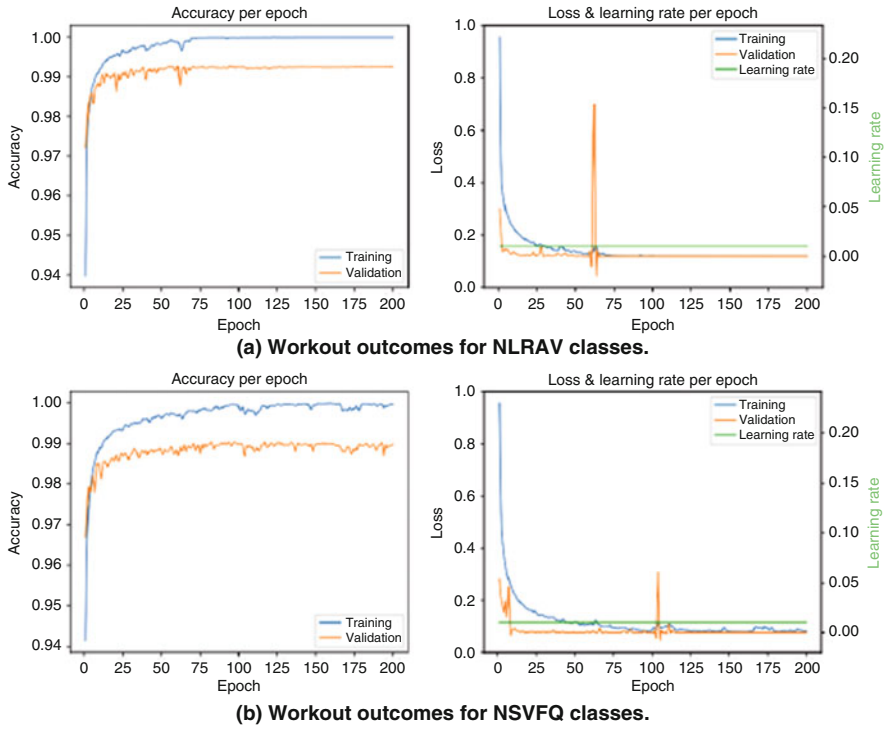 Accuracy per epoch
1.00
0.99
0.98
0.97
0.96
0.95
0.94
Accuracy
Training
Validation
0 25 50 75 100 125 150 175 200
Epoch
Loss & learning rate per epoch
1.0
0.8
0.6
0.4
0.2
0.0
Loss
Training
Validation
Learning rate
0.20
0.15
0.10
0.05
0.00
Learning rate
0 25 50 75 100 125 150 175 200
Epoch
(a) Workout outcomes for NLRAV classes.
Accuracy per epoch
1.00
0.99
0.98
0.97
0.96
0.95
0.94
Accuracy
Training
Validation
0 25 50 75 100 125 150 175 200
Epoch
Loss & learning rate per epoch
1.0
0.8
0.6
0.4
0.2
0.0
Loss
Training
Validation
Learning rate
0.20
0.15
0.10
0.05
0.00
Learning rate
0 25 50 75 100 125 150 175 200
Epoch
(b) Workout outcomes for NSVFQ classes.